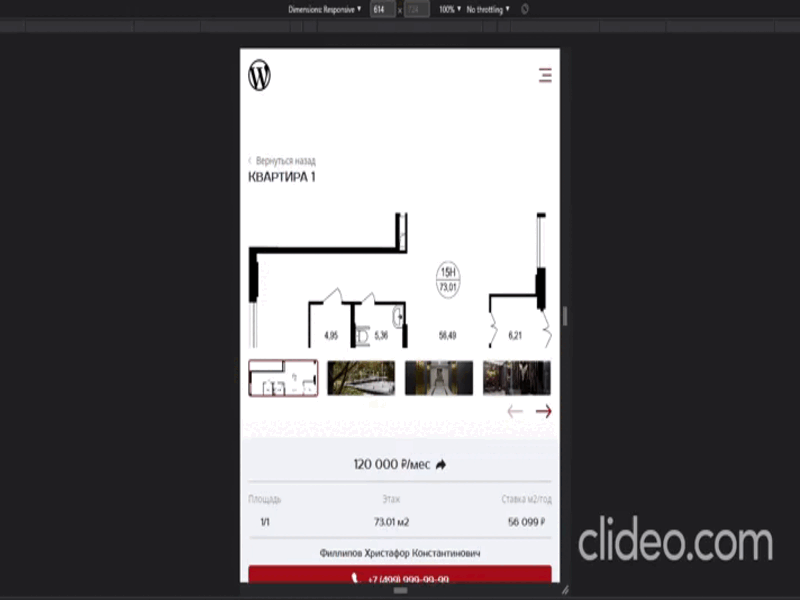 Dimensions: Responsive ▼ 614 x 100% ▼ No throttling ▼
‹ Вернуться назад
КВАРТИРА 1
15Н
73,01
4,95 5,36 56,49 6,21
120 000 ₽/мес
Площадь Этаж Ставка м2/год
1/1 73.01 м2 56 099 ₽
Филлипов Христафор Константинович
+7 (499) 999-99-99
clideo.com